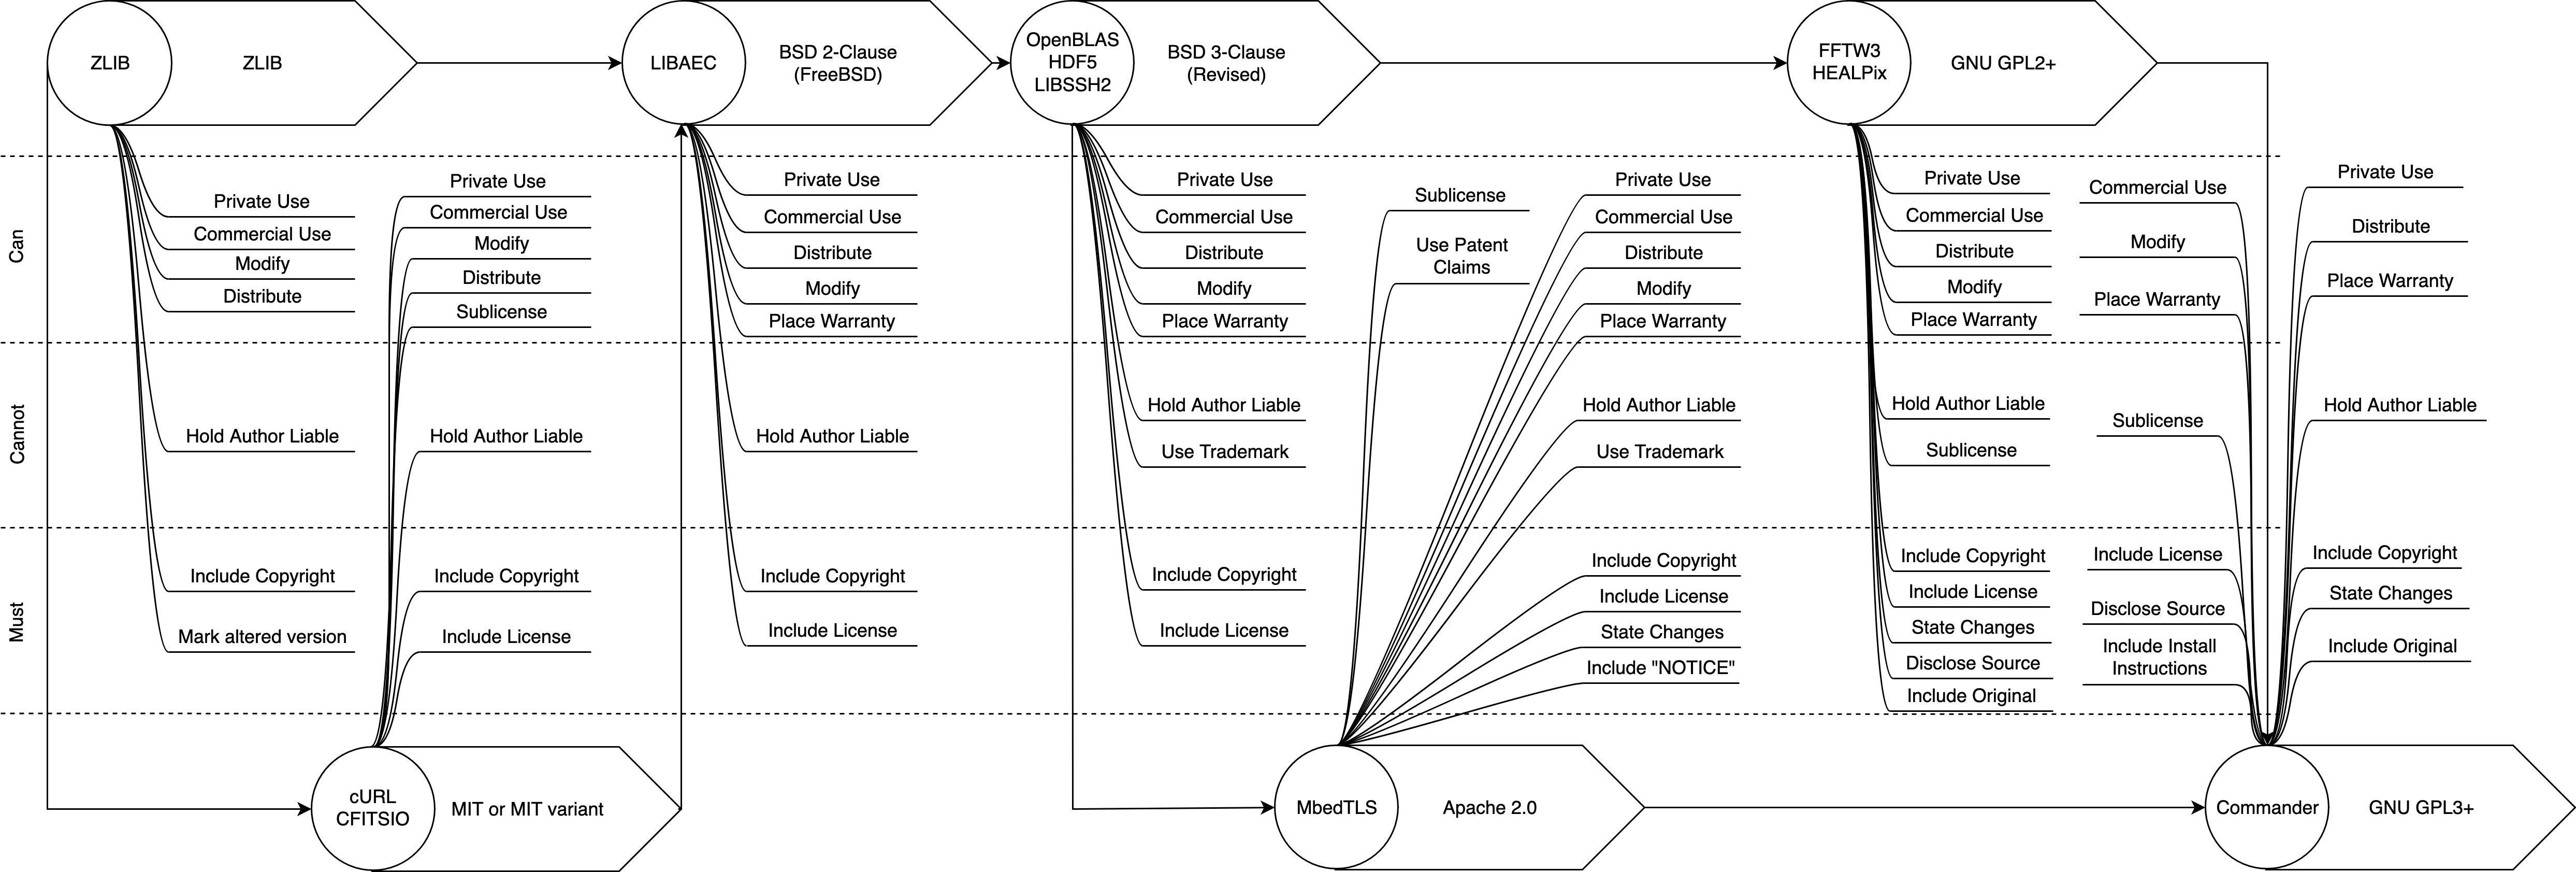 ZLIB
ZLIB
LIBAEC
BSD 2-Clause
(FreeBSD)
OpenBLAS
HDF5
LIBSSH2
BSD 3-Clause
(Revised)
FFTW3
HEALPix
GNU GPL2+
Can
Cannot
Must
Private Use
Commercial Use
Modify
Distribute
Hold Author Liable
Include Copyright
Mark altered version
Private Use
Commercial Use
Modify
Distribute
Sublicense
Hold Author Liable
Include Copyright
Include License
Private Use
Commercial Use
Distribute
Modify
Place Warranty
Hold Author Liable
Include Copyright
Include License
Private Use
Commercial Use
Distribute
Modify
Place Warranty
Hold Author Liable
Use Trademark
Include Copyright
Include License
Sublicense
Use Patent
Claims
Private Use
Commercial Use
Distribute
Modify
Place Warranty
Hold Author Liable
Use Trademark
Include Copyright
Include License
State Changes
Include "NOTICE"
Private Use
Commercial Use
Distribute
Modify
Place Warranty
Hold Author Liable
Sublicense
Include Copyright
Include License
State Changes
Disclose Source
Include Original
Commercial Use
Modify
Place Warranty
Sublicense
Include License
Disclose Source
Include Install
Instructions
Private Use
Distribute
Place Warranty
Hold Author Liable
Include Copyright
State Changes
Include Original
cURL
CFITSIO
MIT or MIT variant
MbedTLS
Apache 2.0
Commander
GNU GPL3+